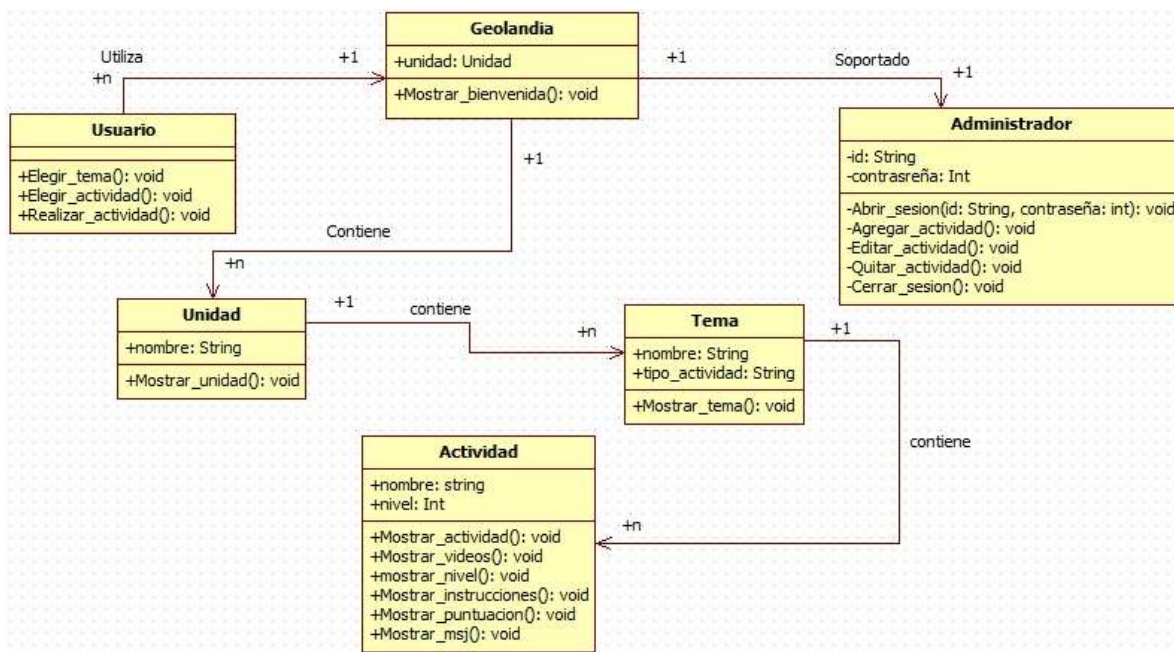 Geolandia
+unidad: Unidad
+Mostrar_bienvenida(): void
Utiliza
+n
+1
+1
Soportado
+1
Usuario
+Elegir_tema(): void
+Elegir_actividad(): void
+Realizar_actividad(): void
Administrador
-id: String
-contrasreña: Int
-Abrir_sesion(id: String, contraseña: int): void
-Agregar_actividad(): void
-Editar_actividad(): void
-Quitar_actividad(): void
-Cerrar_sesion(): void
+1
Contiene
+n
Unidad
+nombre: String
+Mostrar_unidad(): void
+1
contiene
+n
Tema
+nombre: String
+tipo_actividad: String
+Mostrar_tema(): void
+1
contiene
+n
Actividad
+nombre: string
+nivel: Int
+Mostrar_actividad(): void
+Mostrar_videos(): void
+mostrar_nivel(): void
+Mostrar_instrucciones(): void
+Mostrar_puntuacion(): void
+Mostrar_msj(): void